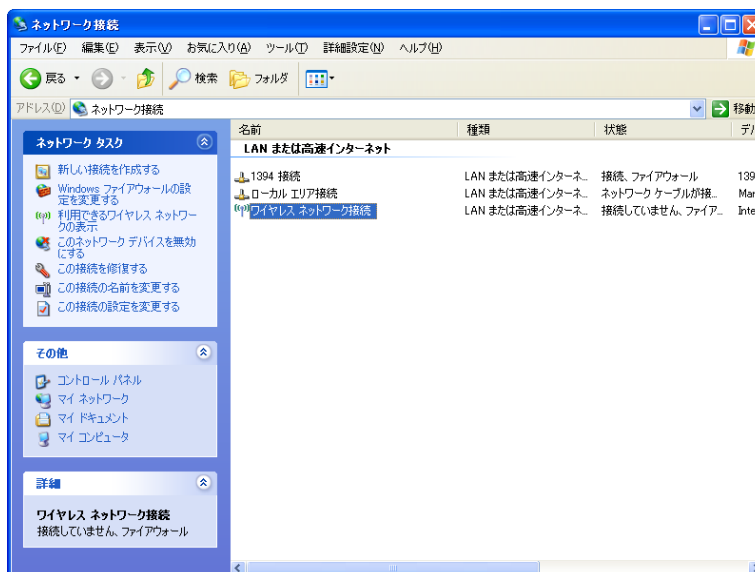 ネットワーク接続
ファイル(F) 編集(E) 表示(V) お気に入り(A) ツール(T) 詳細設定(N) ヘルプ(H)
戻る 検索 フォルダ
アドレス(D) ネットワーク接続 移動
ネットワーク タスク
新しい接続を作成する
Windows ファイアウォールの設
定を変更する
利用できるワイヤレス ネットワー
クの表示
このネットワーク デバイスを無効
にする
この接続を修復する
この接続の名前を変更する
この接続の設定を変更する
その他
コントロール パネル
マイ ネットワーク
マイ ドキュメント
マイ コンピュータ
詳細
ワイヤレス ネットワーク接続
接続していません、ファイアウォール
名前 種類 状態 デバ
LAN または高速インターネット
1394 接続 LAN または高速インターネ... 接続、ファイアウォール 139
ローカル エリア接続 LAN または高速インターネ... ネットワーク ケーブルが接... Mar
ワイヤレス ネットワーク接続 LAN または高速インターネ... 接続していません、ファイア... Inte